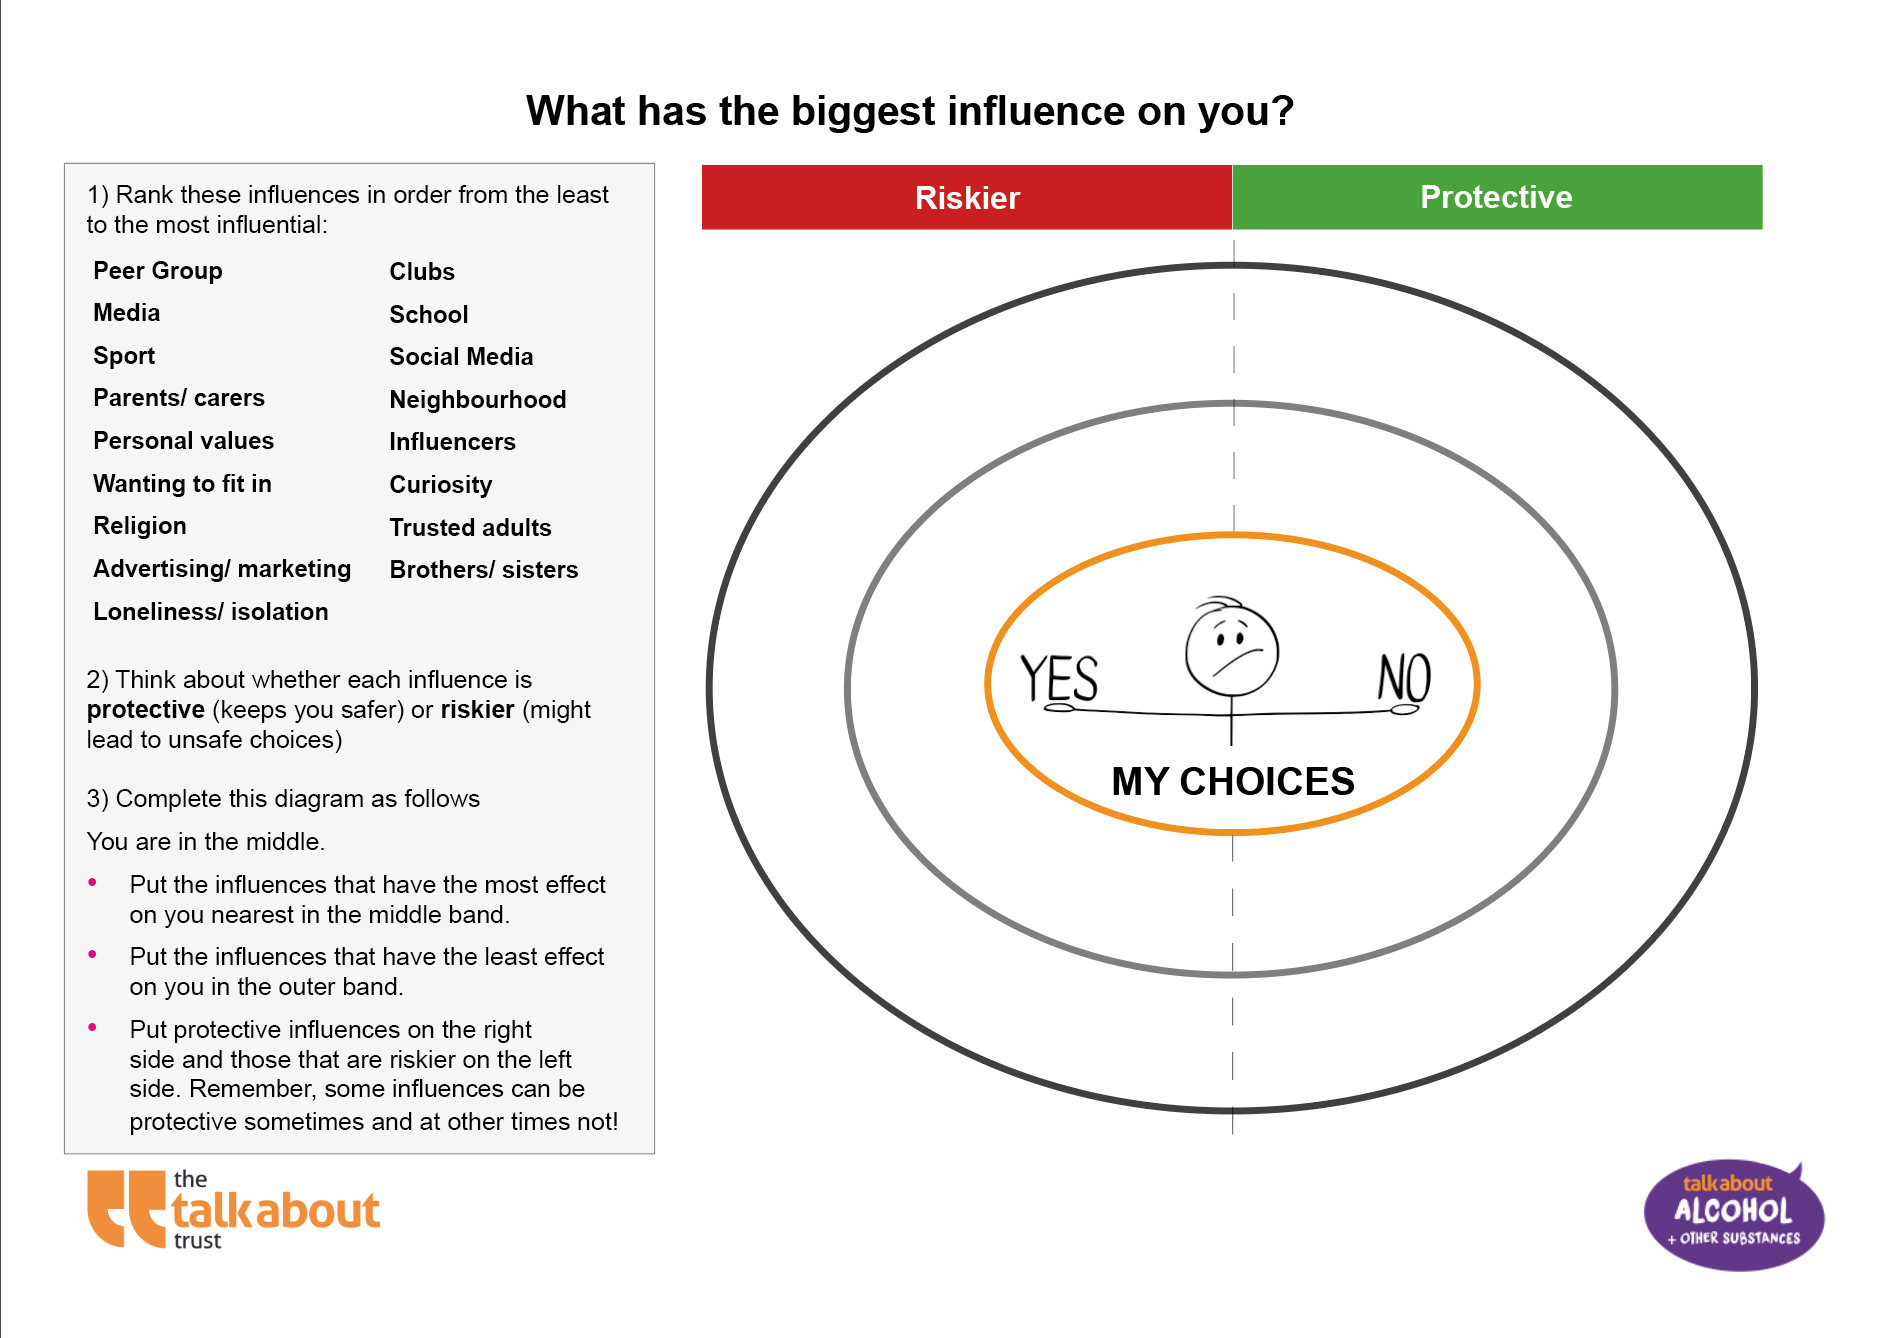 What has the biggest influence on you?
1) Rank these influences in order from the least
to the most influential:
Peer Group
Media
Sport
Parents/ carers
Personal values
Wanting to fit in
Religion
Advertising/ marketing
Loneliness/ isolation
Clubs
School
Social Media
Neighbourhood
Influencers
Curiosity
Trusted adults
Brothers/ sisters
2) Think about whether each influence is
protective (keeps you safer) or riskier (might
lead to unsafe choices)
3) Complete this diagram as follows
You are in the middle.
• Put the influences that have the most effect
on you nearest in the middle band.
• Put the influences that have the least effect
on you in the outer band.
• Put protective influences on the right
side and those that are riskier on the left
side. Remember, some influences can be
protective sometimes and at other times not!
Riskier
Protective
YES
NO
MY CHOICES
the
talkabout
trust
talkabout
ALCOHOL
+ OTHER SUBSTANCES